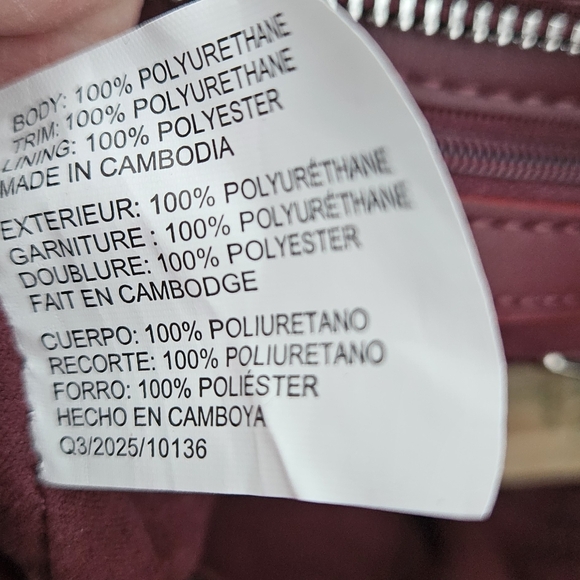 BODY: 100% POLYURETHANE
TRIM: 100% POLYURETHANE
LINING: 100% POLYESTER
MADE IN CAMBODIA
EXTERIEUR: 100% POLYURÉTHANE
GARNITURE : 100% POLYURÉTHANE
DOUBLURE: 100% POLYESTER
FAIT EN CAMBODGE
CUERPO: 100% POLIURETANO
RECORTE: 100% POLIURETANO
FORRO: 100% POLIÉSTER
HECHO EN CAMBOYA
Q3/2025/10136